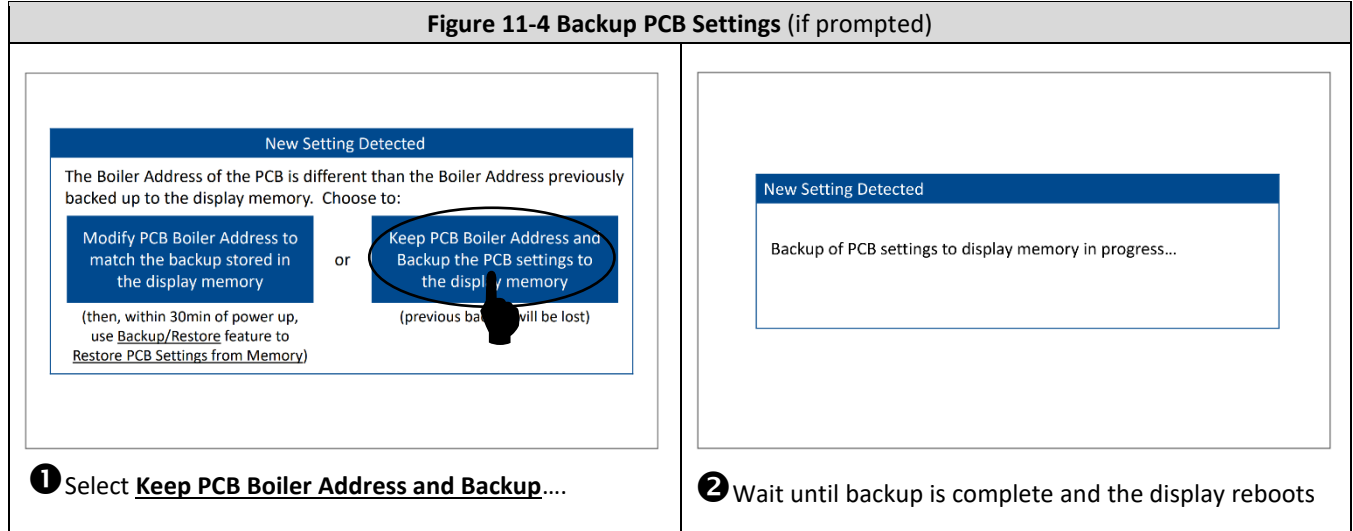 Figure 11-4 Backup PCB Settings (if prompted)
New Setting Detected
The Boiler Address of the PCB is different than the Boiler Address previously
backed up to the display memory. Choose to:
Modify PCB Boiler Address to
match the backup stored in
the display memory
or
Keep PCB Boiler Address and
Backup the PCB settings to
the display memory
(then, within 30min of power up,
use Backup/Restore feature to
Restore PCB Settings from Memory)
(previous will be lost)
❶Select Keep PCB Boiler Address and Backup....
New Setting Detected
Backup of PCB settings to display memory in progress...
❷Wait until backup is complete and the display reboots